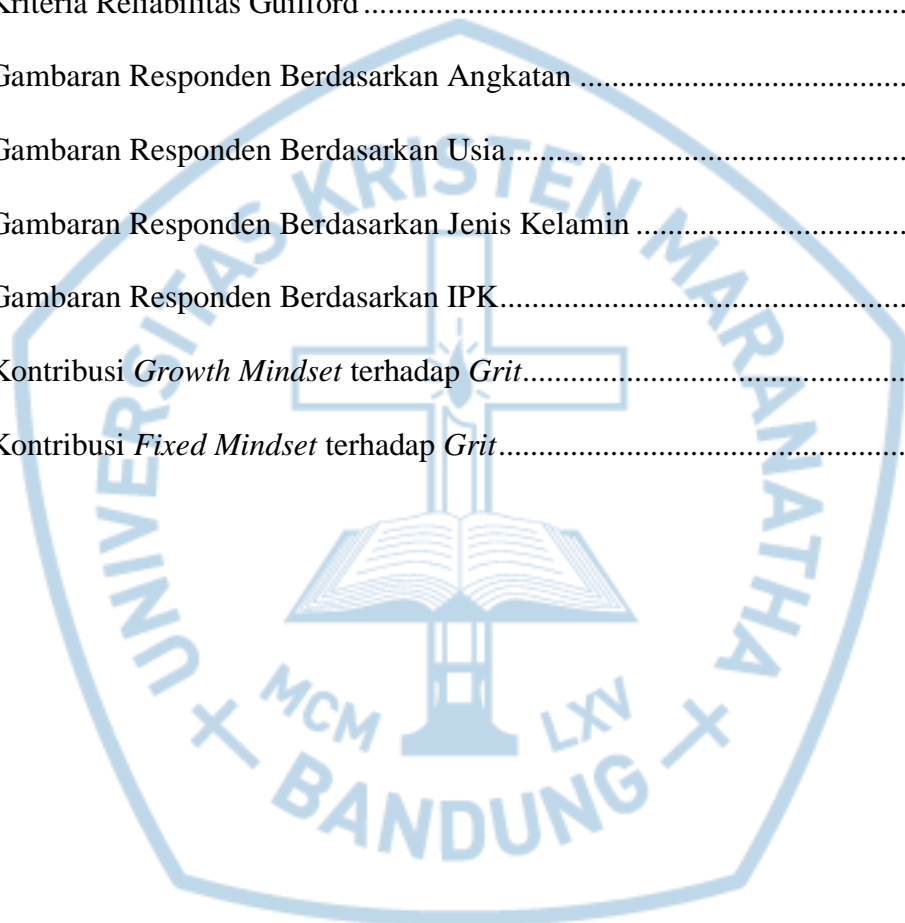 Kriteria Reliabilitas Guilford ......................................................................
Gambaran Responden Berdasarkan Angkatan ..........................................
Gambaran Responden Berdasarkan Usia...................................................
Gambaran Responden Berdasarkan Jenis Kelamin ...................................
Gambaran Responden Berdasarkan IPK....................................................
Kontribusi Growth Mindset terhadap Grit.................................................
Kontribusi Fixed Mindset terhadap Grit....................................................
UNIVERSITAS KRISTEN MARANATHA
MCM LXV
BANDUNG